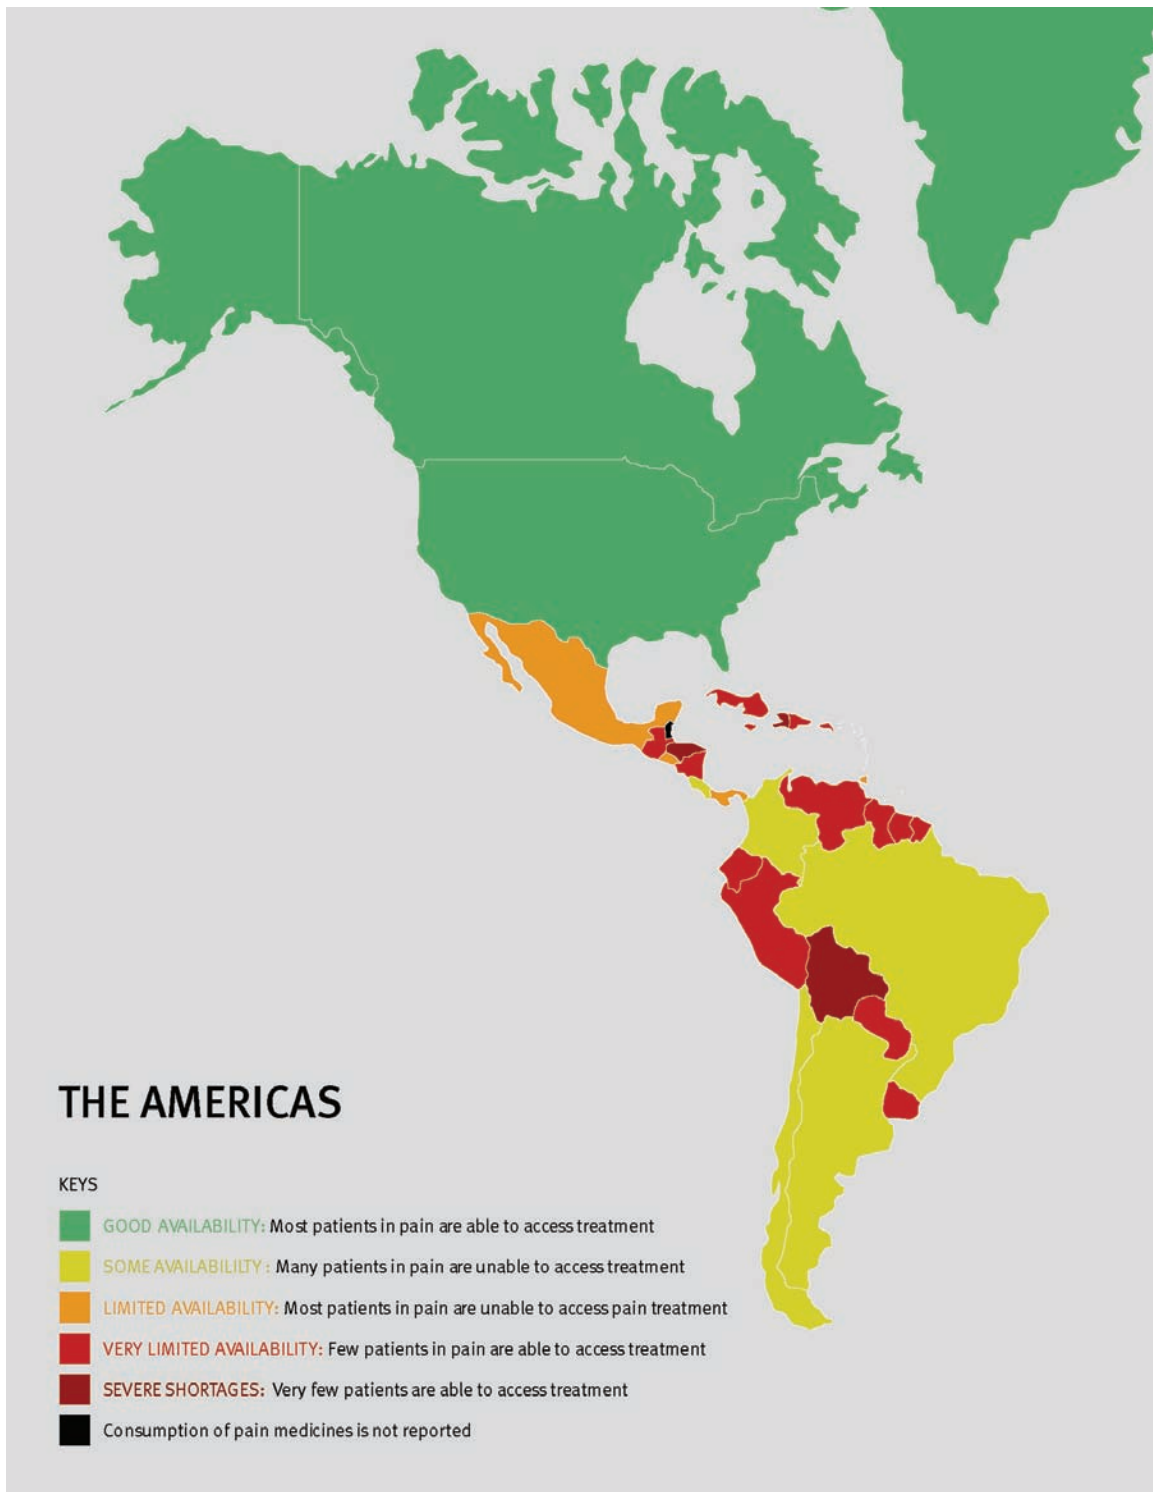 THE AMERICAS
KEYS
GOOD AVAILABILITY: Most patients in pain are able to access treatment
SOME AVAILABILILTY : Many patients in pain are unable to access treatment
LIMITED AVAILABILITY: Most patients in pain are unable to access pain treatment
VERY LIMITED AVAILABILITY: Few patients in pain are able to access treatment
SEVERE SHORTAGES: Very few patients are able to access treatment
Consumption of pain medicines is not reported